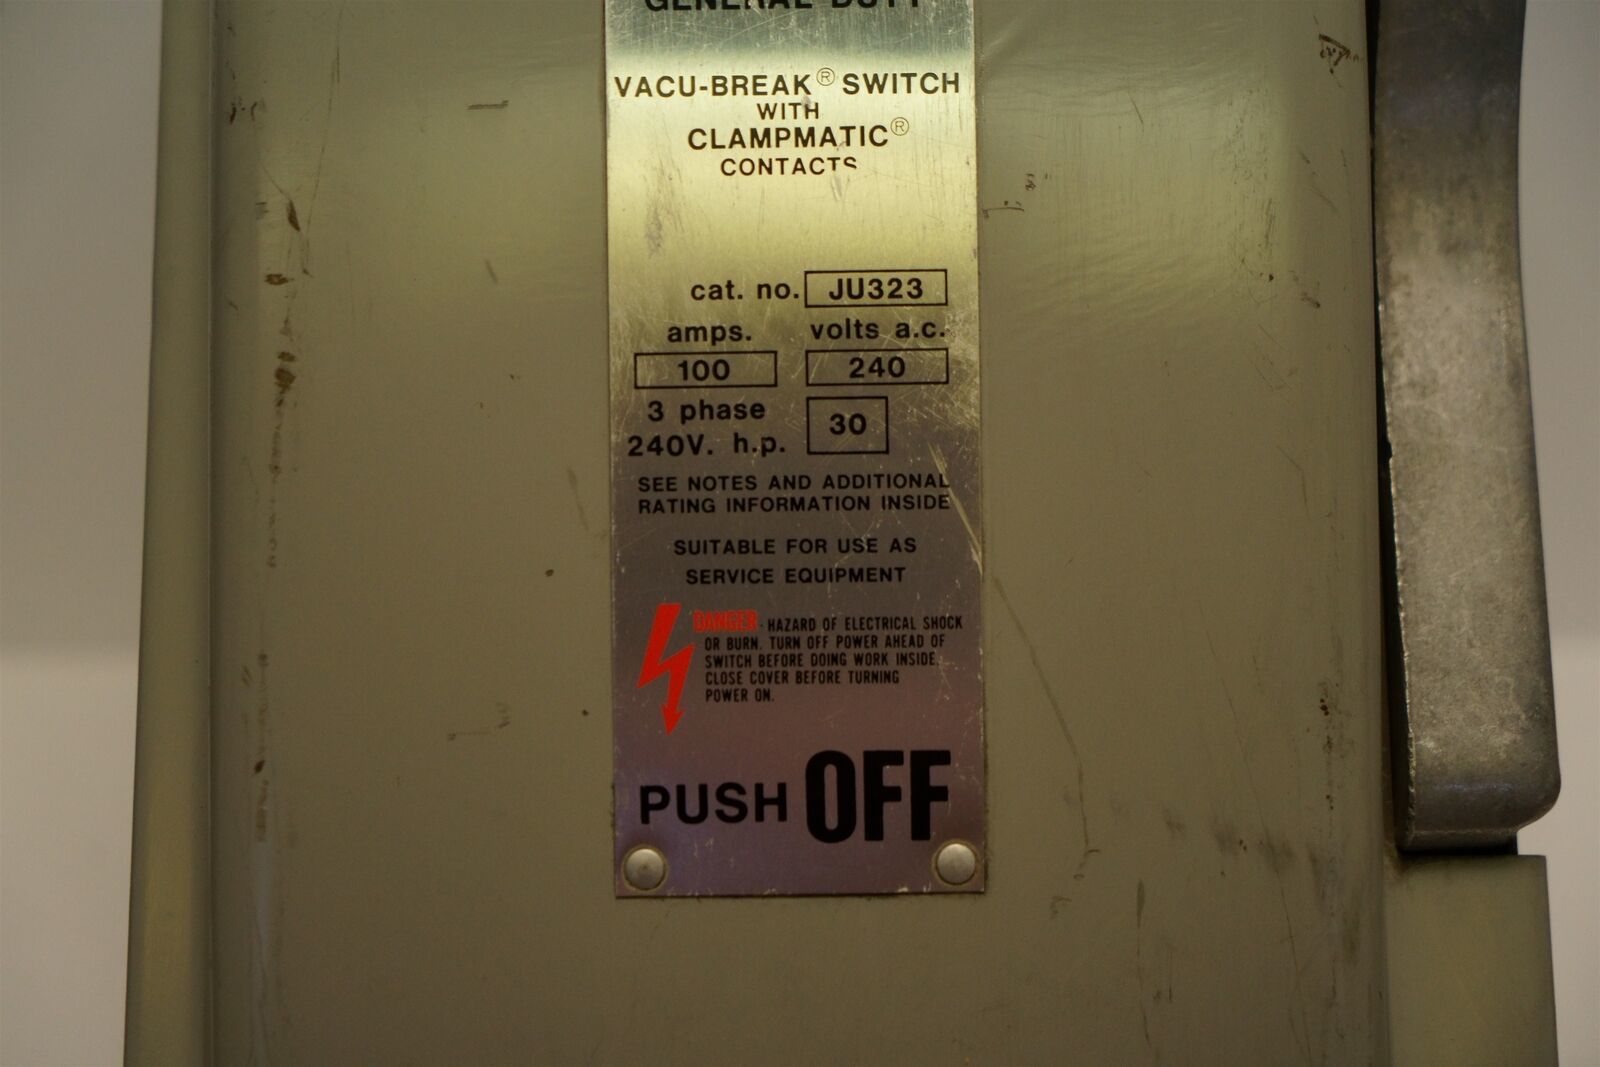 GENERAL DUTY
VACU-BREAK® SWITCH
WITH
CLAMPMATIC®
CONTACTS
cat. no. JU323
amps. volts a.c.
100 240
3 phase
240V. h.p. 30
SEE NOTES AND ADDITIONAL
RATING INFORMATION INSIDE
SUITABLE FOR USE AS
SERVICE EQUIPMENT
DANGER - HAZARD OF ELECTRICAL SHOCK
OR BURN. TURN OFF POWER AHEAD OF
SWITCH BEFORE DOING WORK INSIDE.
CLOSE COVER BEFORE TURNING
POWER ON.
PUSH OFF